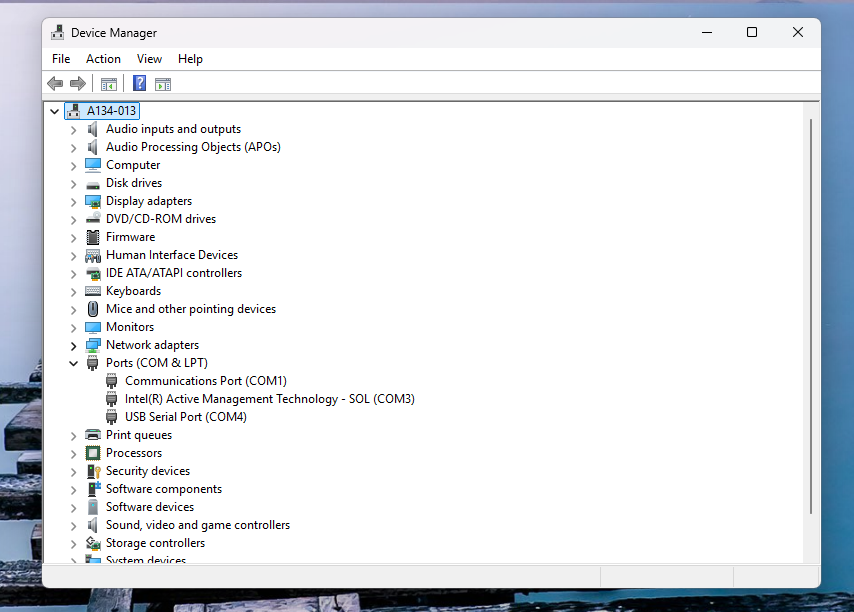 Device Manager
File Action View Help
A134-013
Audio inputs and outputs
Audio Processing Objects (APOs)
Computer
Disk drives
Display adapters
DVD/CD-ROM drives
Firmware
Human Interface Devices
IDE ATA/ATAPI controllers
Keyboards
Mice and other pointing devices
Monitors
Network adapters
Ports (COM & LPT)
Communications Port (COM1)
Intel(R) Active Management Technology - SOL (COM3)
USB Serial Port (COM4)
Print queues
Processors
Security devices
Software components
Software devices
Sound, video and game controllers
Storage controllers
System devices